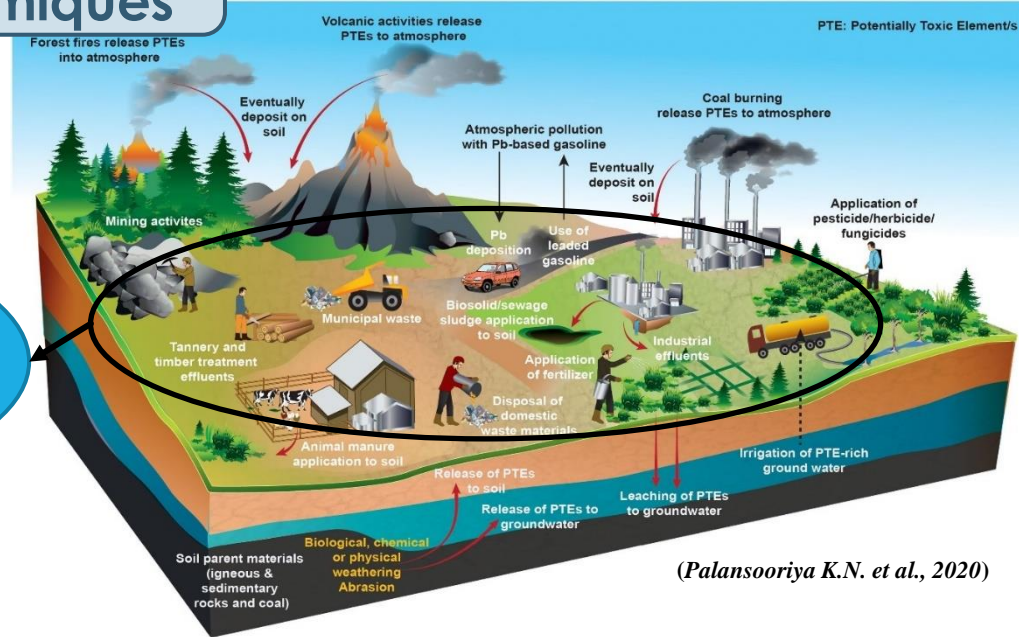 miques
Forest fires release PTEs
into atmosphere
Volcanic activities release
PTEs to atmosphere
PTE: Potentially Toxic Element/s
Eventually
deposit on
soil
Atmospheric pollution
with Pb-based gasoline
Coal burning
release PTEs to atmosphere
Eventually
deposit on
soil
Application of
pesticide/herbicide/
fungicides
Mining activites
Pb
deposition
Use of
leaded
gasoline
Municipal waste
Biosolid/sewage
sludge application
to soil
Tannery and
timber treatment
effluents
Application
of fertilizer
Industrial
effluents
Disposal of
domestic
waste materials
Animal manure
application to soil
Irrigation of PTE-rich
ground water
Release of PTEs
to soil
Release of PTEs to
groundwater
Leaching of PTEs
to groundwater
Soil parent materials
(igneous &
sedimentary
rocks and coal)
Biological, chemical
or physical
weathering
Abrasion
(Palansooriya K.N. et al., 2020)